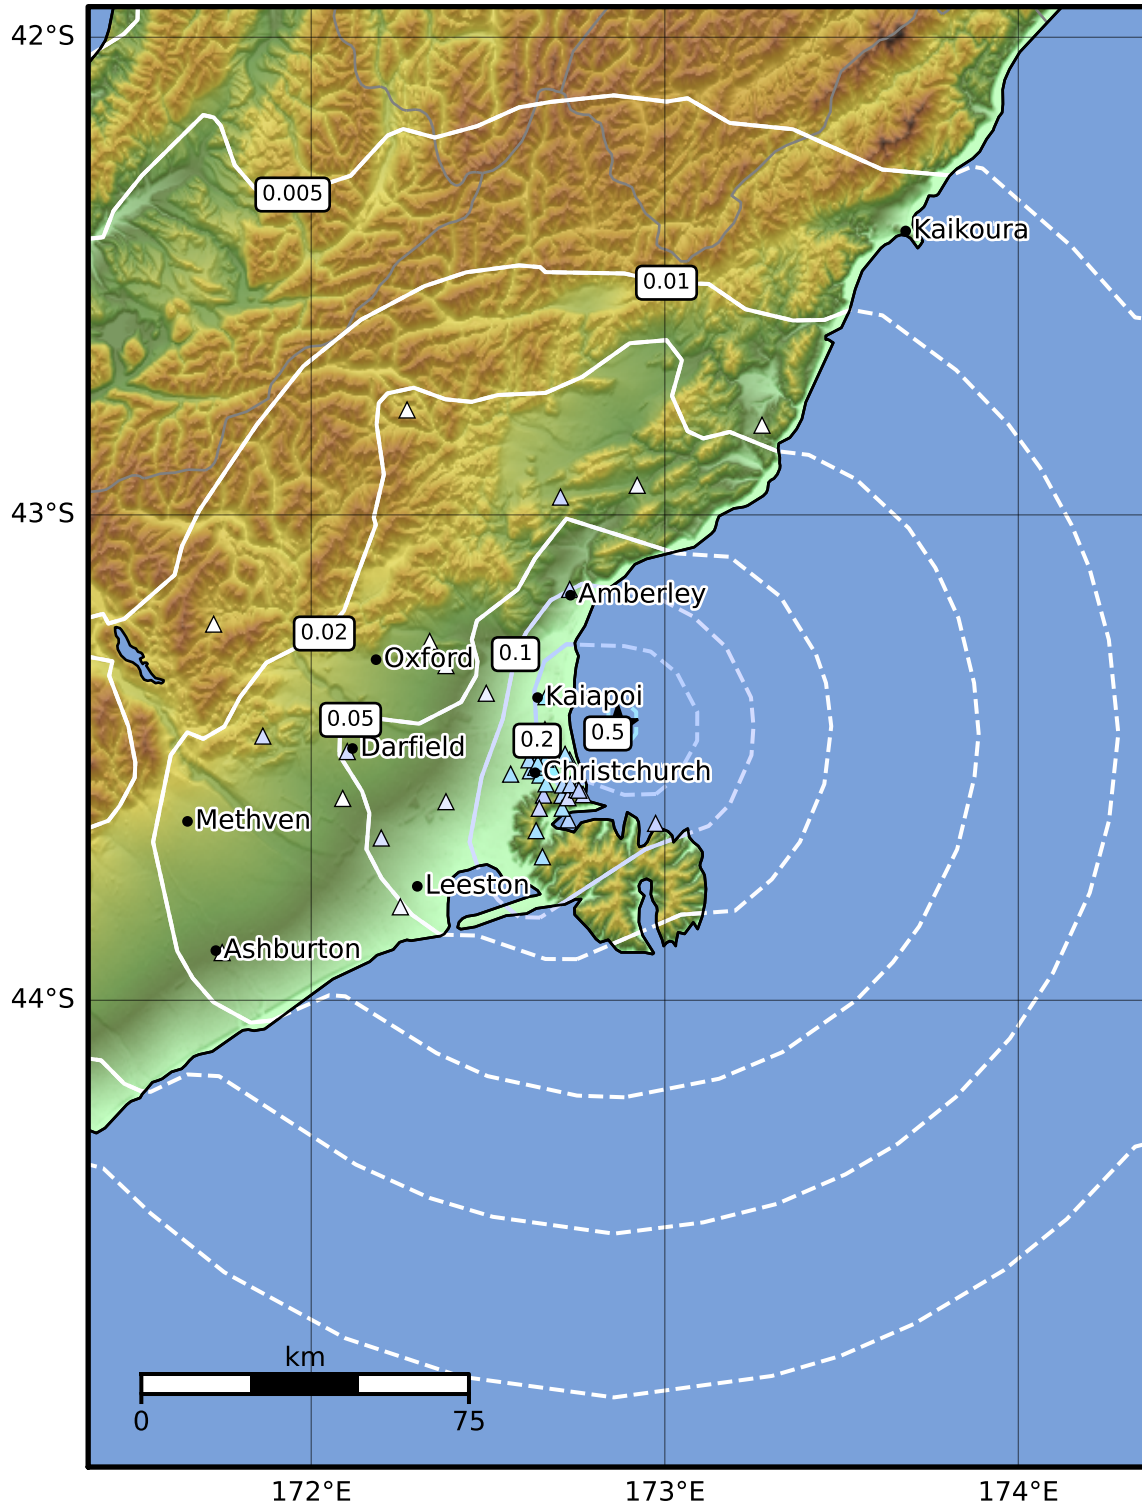 42°S
0.005
Kaikoura
0.01
43°S
Amberley
0.02
0.1
Oxford
Kaiapoi
0.05
0.2
0.5
Darfield
Christchurch
Methven
Leeston
Ashburton
44°S
km
0
75
172°E
173°E
174°E